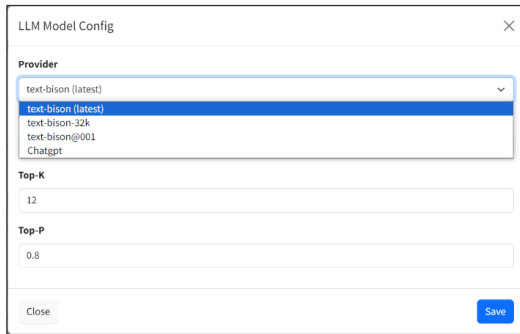 LLM Model Config
Provider
text-bison (latest)
text-bison (latest)
text-bison-32k
text-bison@001
Chatgpt
Top-K
12
Top-P
0.8
Close
Save